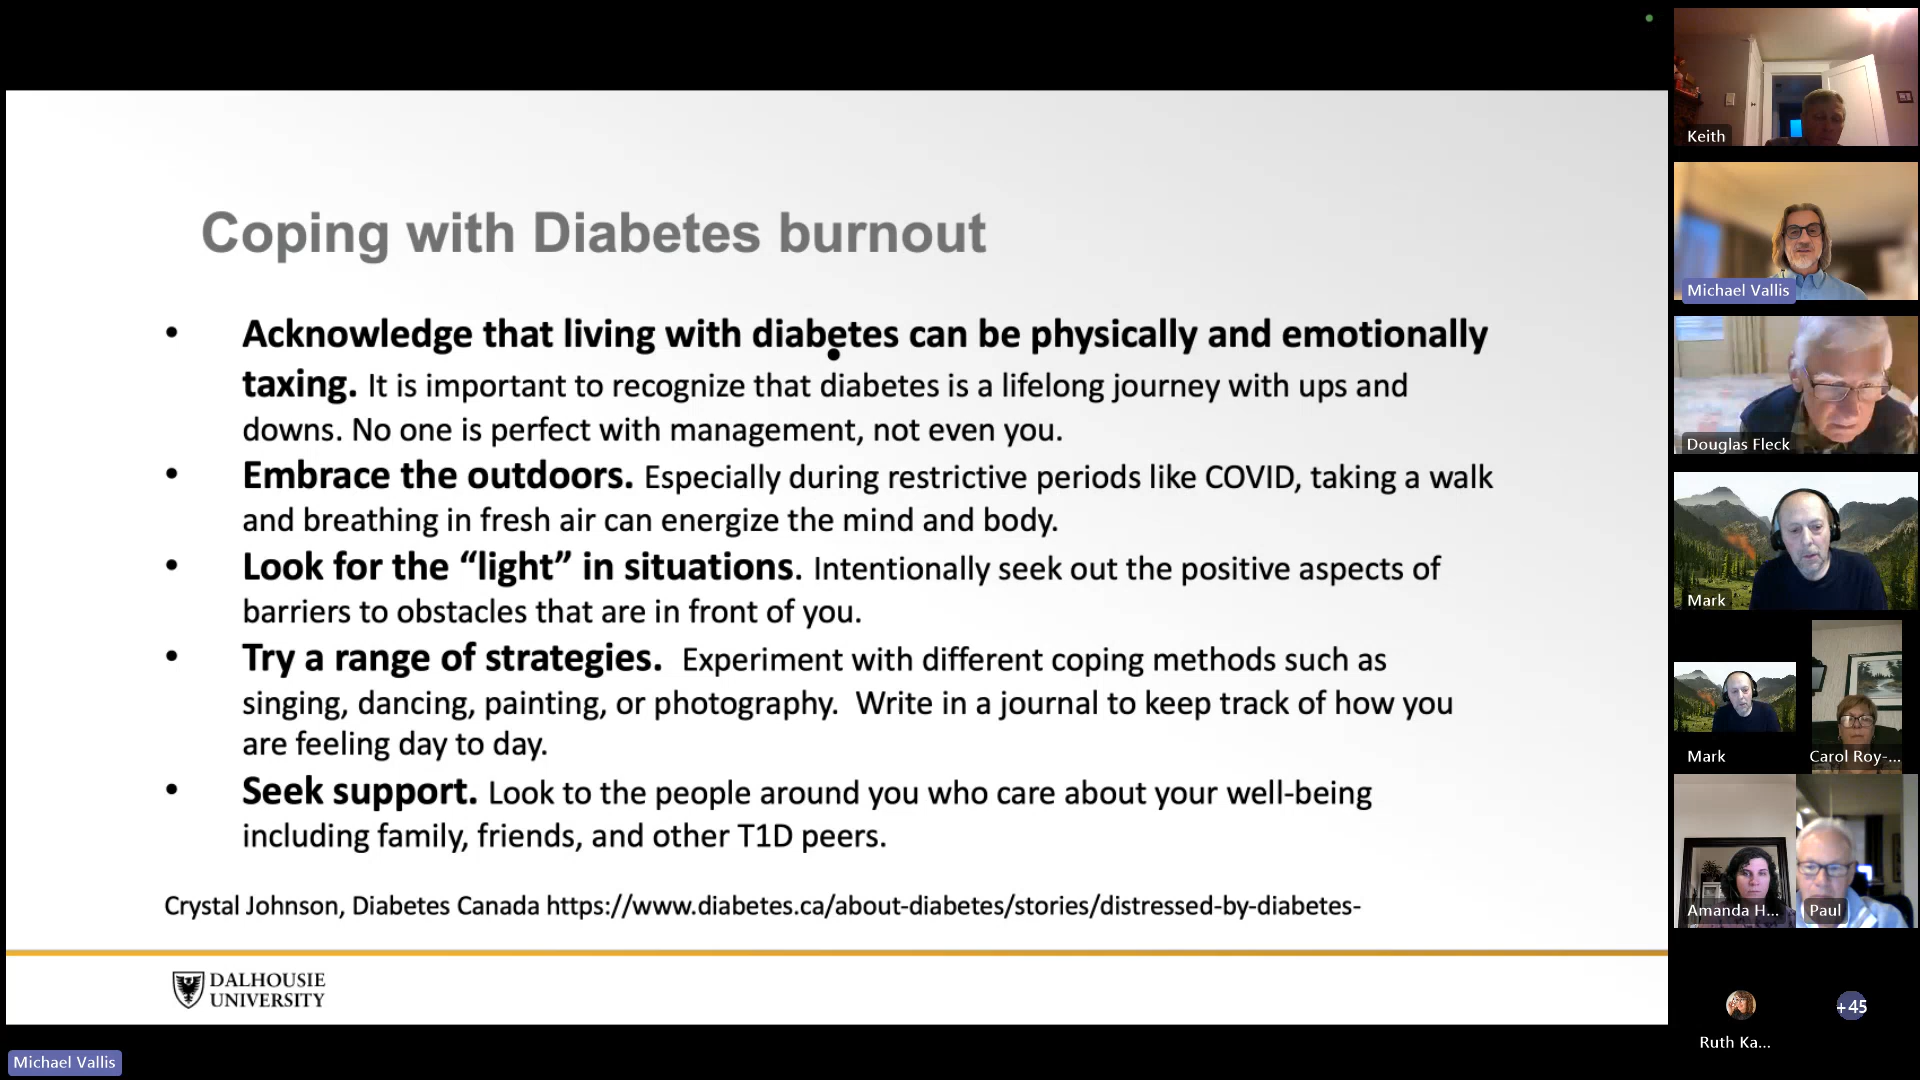 Coping with Diabetes burnout
• Acknowledge that living with diabetes can be physically and emotionally
taxing. It is important to recognize that diabetes is a lifelong journey with ups and
downs. No one is perfect with management, not even you.
• Embrace the outdoors. Especially during restrictive periods like COVID, taking a walk
and breathing in fresh air can energize the mind and body.
• Look for the “light” in situations. Intentionally seek out the positive aspects of
barriers to obstacles that are in front of you.
• Try a range of strategies.  Experiment with different coping methods such as
singing, dancing, painting, or photography.  Write in a journal to keep track of how you
are feeling day to day.
• Seek support. Look to the people around you who care about your well-being
including family, friends, and other T1D peers.
Crystal Johnson, Diabetes Canada https://www.diabetes.ca/about-diabetes/stories/distressed-by-diabetes-
DALHOUSIE
UNIVERSITY
Michael Vallis
Keith
Michael Vallis
Douglas Fleck
Mark
Mark
Carol Roy-...
Amanda H...
Paul
Ruth Ka...
+45